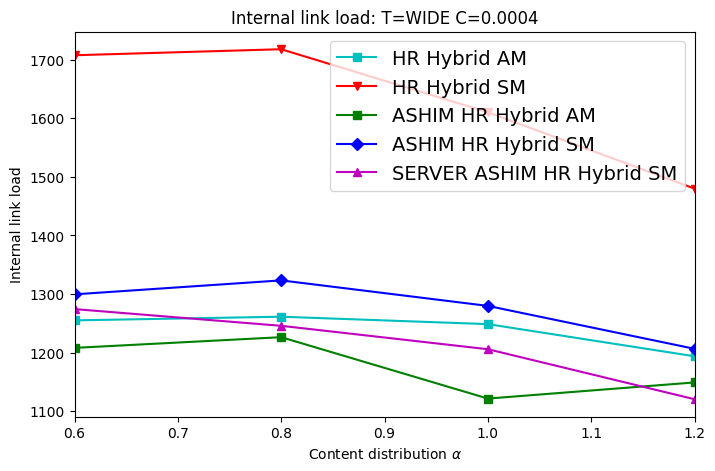 Internal link load: T=WIDE C=0.0004
HR Hybrid AM
HR Hybrid SM
ASHIM HR Hybrid AM
ASHIM HR Hybrid SM
SERVER ASHIM HR Hybrid SM
Internal link load
1700
1600
1500
1400
1300
1200
1100
0.6 0.7 0.8 0.9 1.0 1.1 1.2
Content distribution α